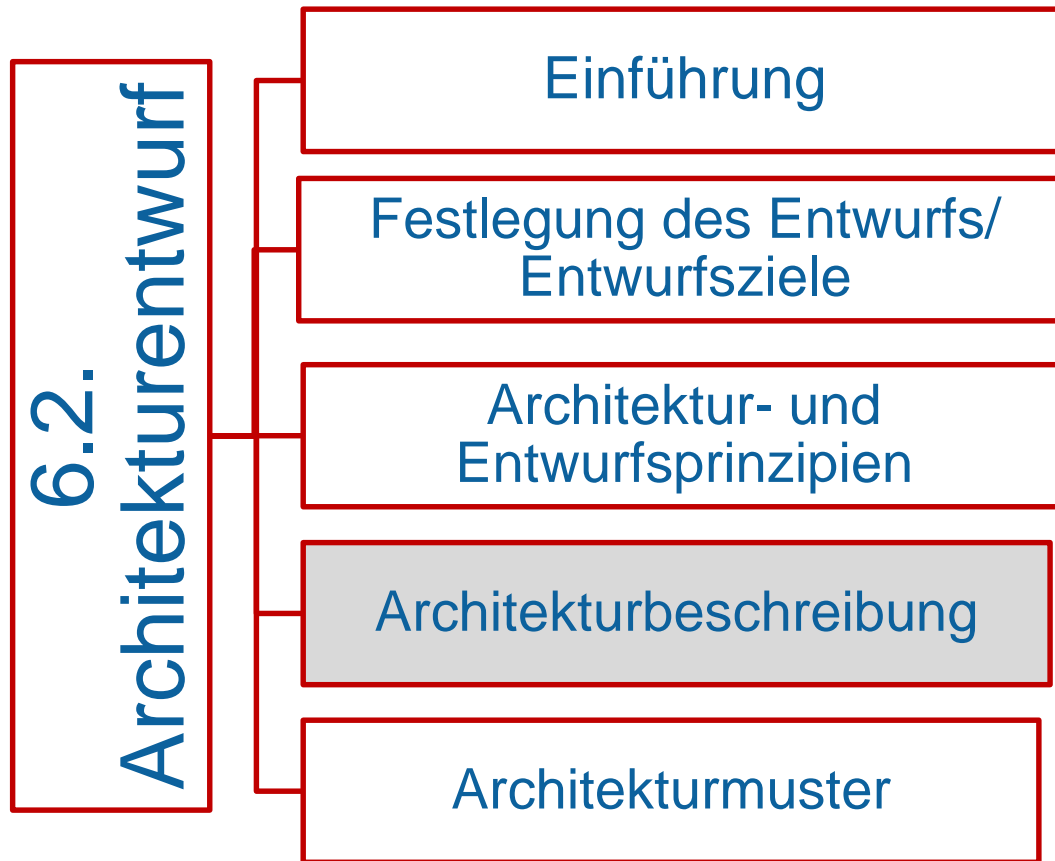 6.2.
Architekturentwurf
Einführung
Festlegung des Entwurfs/
Entwurfsziele
Architektur- und
Entwurfsprinzipien
Architekturbeschreibung
Architekturmuster